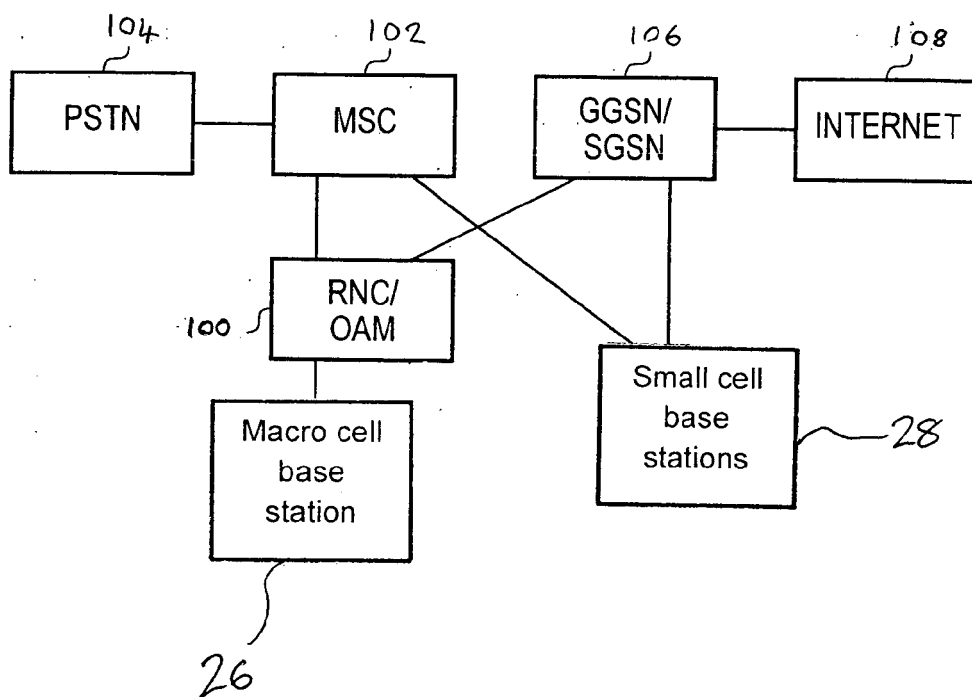 104
102
106
108
PSTN
MSC
GGSN/
SGSN
INTERNET
100
RNC/
OAM
Macro cell
base
station
Small cell
base
stations
28
26